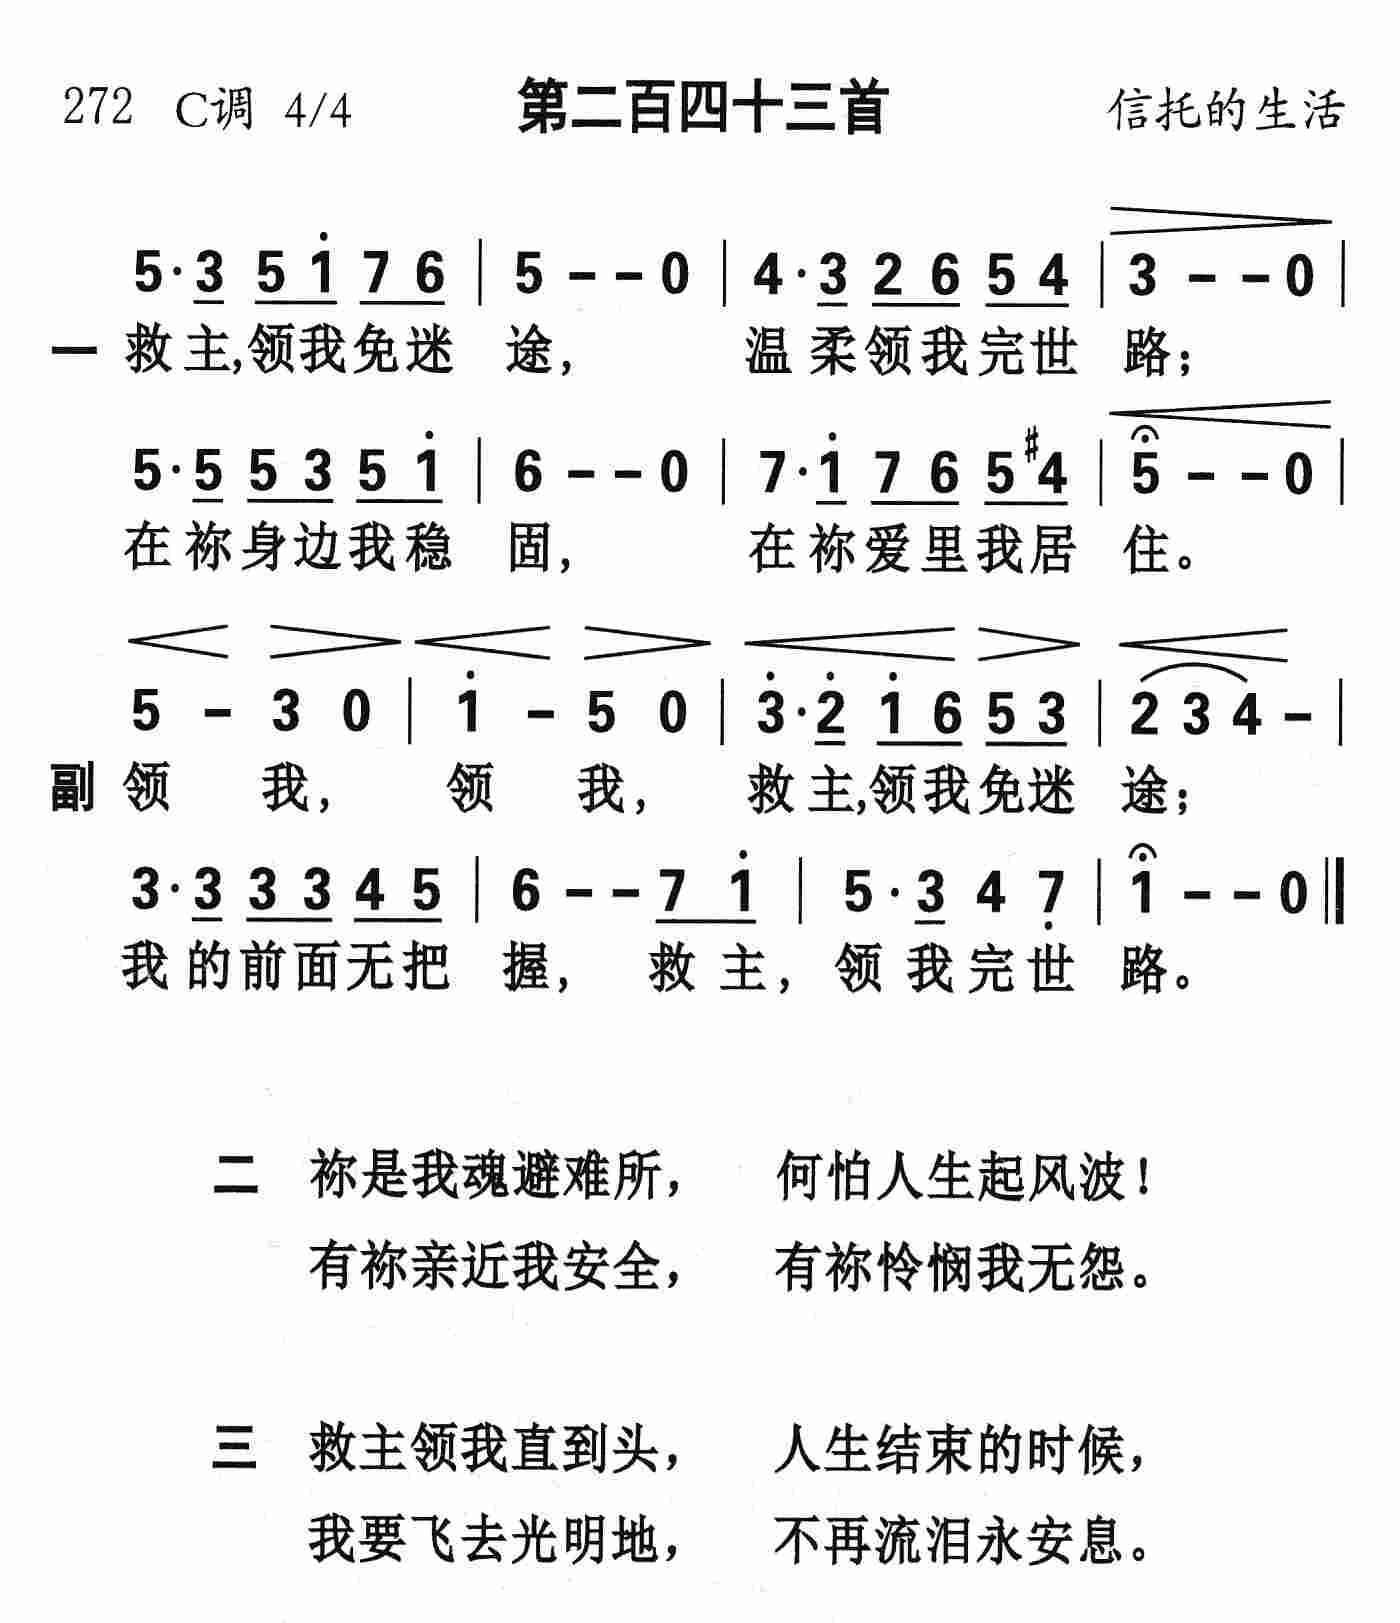 272 C调 4/4 第二百四十三首 信托的生活
5·3 5 1̇ 7 6 | 5 – – 0 | 4·3 2 6 5 4 | 3 – – 0 |
一 救主,领我免迷途, 温柔领我完世路;
5·5 5 3 5 1̇ | 6 – – 0 | 7·1̇ 7 6 5 #4 | 5 – – 0 |
在祢身边我稳固, 在祢爱里我居住。
5 – 3 0 | 1̇ – 5 0 | 3̇·2̇ 1̇ 6 5 3 | 2 3 4 – |
副 领我, 领我, 救主,领我免迷途;
3·3 3 3 4 5 | 6 – – 7 1̇ | 5·3 4 7̣ | 1 – – 0 ‖
我的前面无把握, 救主, 领我完世路。
二 祢是我魂避难所, 何怕人生起风波!
有祢亲近我安全, 有祢怜悯我无怨。
三 救主领我直到头, 人生结束的时候,
我要飞去光明地, 不再流泪永安息。